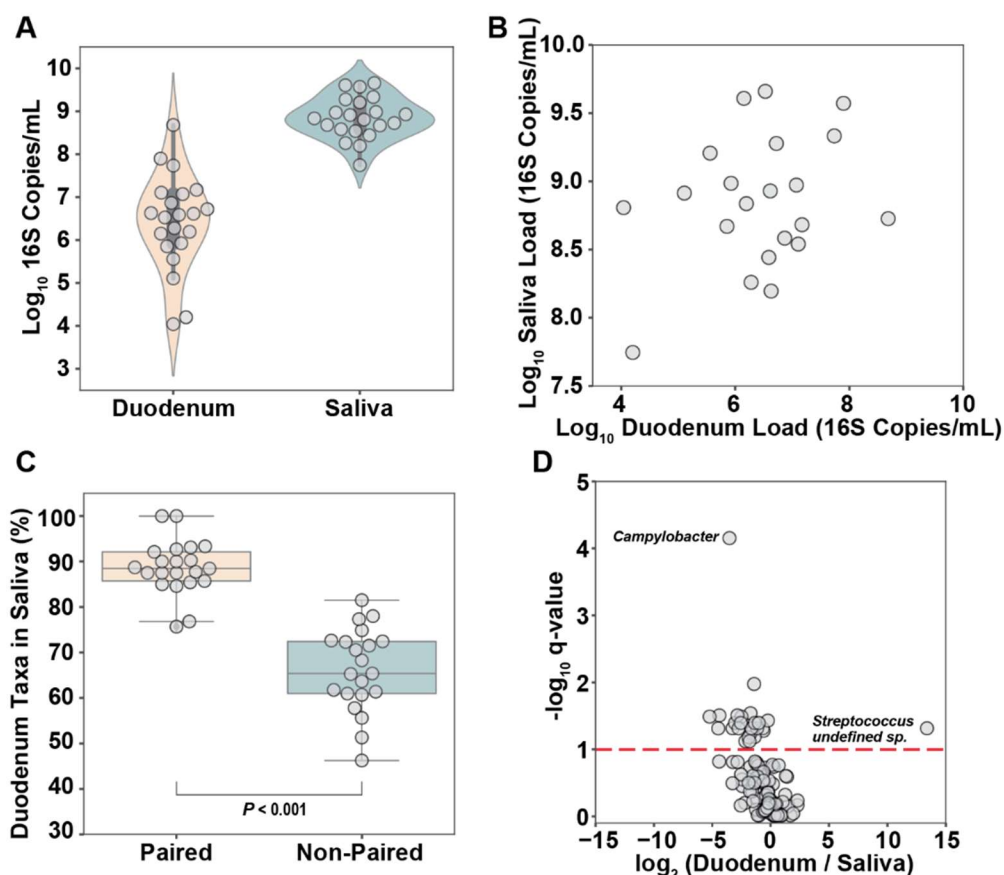 A
Log10 16S Copies/mL
10
9
8
7
6
5
4
3
Duodenum
Saliva
B
Log10 Saliva Load (16S Copies/mL)
10.0
9.5
9.0
8.5
8.0
7.5
4
6
8
10
Log10 Duodenum Load (16S Copies/mL)
C
Duodenum Taxa in Saliva (%)
100
90
80
70
60
50
40
30
P < 0.001
Paired
Non-Paired
D
-log10 q-value
5
4
3
2
1
0
Campylobacter
Streptococcus
undefined sp.
−15
−10
−5
0
5
10
15
log2 (Duodenum / Saliva)